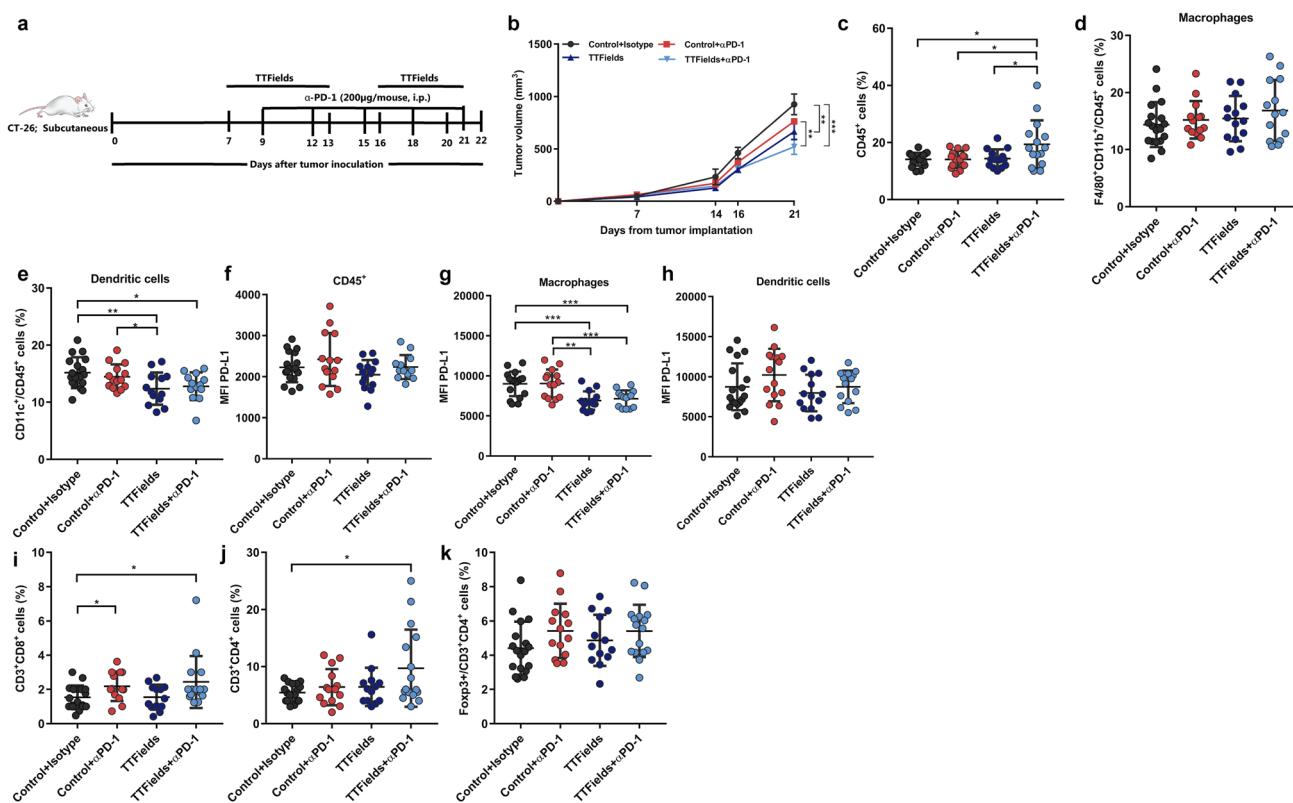 a
TTFields
TTFields
α-PD-1 (200μg/mouse, i.p.)
CT-26; Subcutaneous
0
7
9
12
13
15
16
18
20
21
22
Days after tumor inoculation
b
Control+Isotype
Control+αPD-1
TTFields
TTFields+αPD-1
Tumor volume (mm3)
1500
1000
500
0
7
14
16
21
Days from tumor implantation
**
**
***
c
CD45+ cells (%)
60
40
20
0
*
*
*
Control+Isotype
Control+αPD-1
TTFields
TTFields+αPD-1
d
Macrophages
F4/80+CD11b+/CD45+ cells (%)
30
20
10
0
Control+Isotype
Control+αPD-1
TTFields
TTFields+αPD-1
e
Dendritic cells
CD11c+/CD45+ cells (%)
30
20
10
0
*
**
*
Control+Isotype
Control+αPD-1
TTFields
TTFields+αPD-1
f
CD45+
MFI PD-L1
4000
3000
2000
1000
0
Control+Isotype
Control+αPD-1
TTFields
TTFields+αPD-1
g
Macrophages
MFI PD-L1
20000
15000
10000
5000
0
***
***
***
**
Control+Isotype
Control+αPD-1
TTFields
TTFields+αPD-1
h
Dendritic cells
MFI PD-L1
20000
15000
10000
5000
0
Control+Isotype
Control+αPD-1
TTFields
TTFields+αPD-1
i
CD3+CD8+ cells (%)
10
8
6
4
2
0
*
*
Control+Isotype
Control+αPD-1
TTFields
TTFields+αPD-1
j
CD3+CD4+ cells (%)
30
20
10
0
*
Control+Isotype
Control+αPD-1
TTFields
TTFields+αPD-1
k
Foxp3+/CD3+CD4+ cells (%)
10
8
6
4
2
0
Control+Isotype
Control+αPD-1
TTFields
TTFields+αPD-1